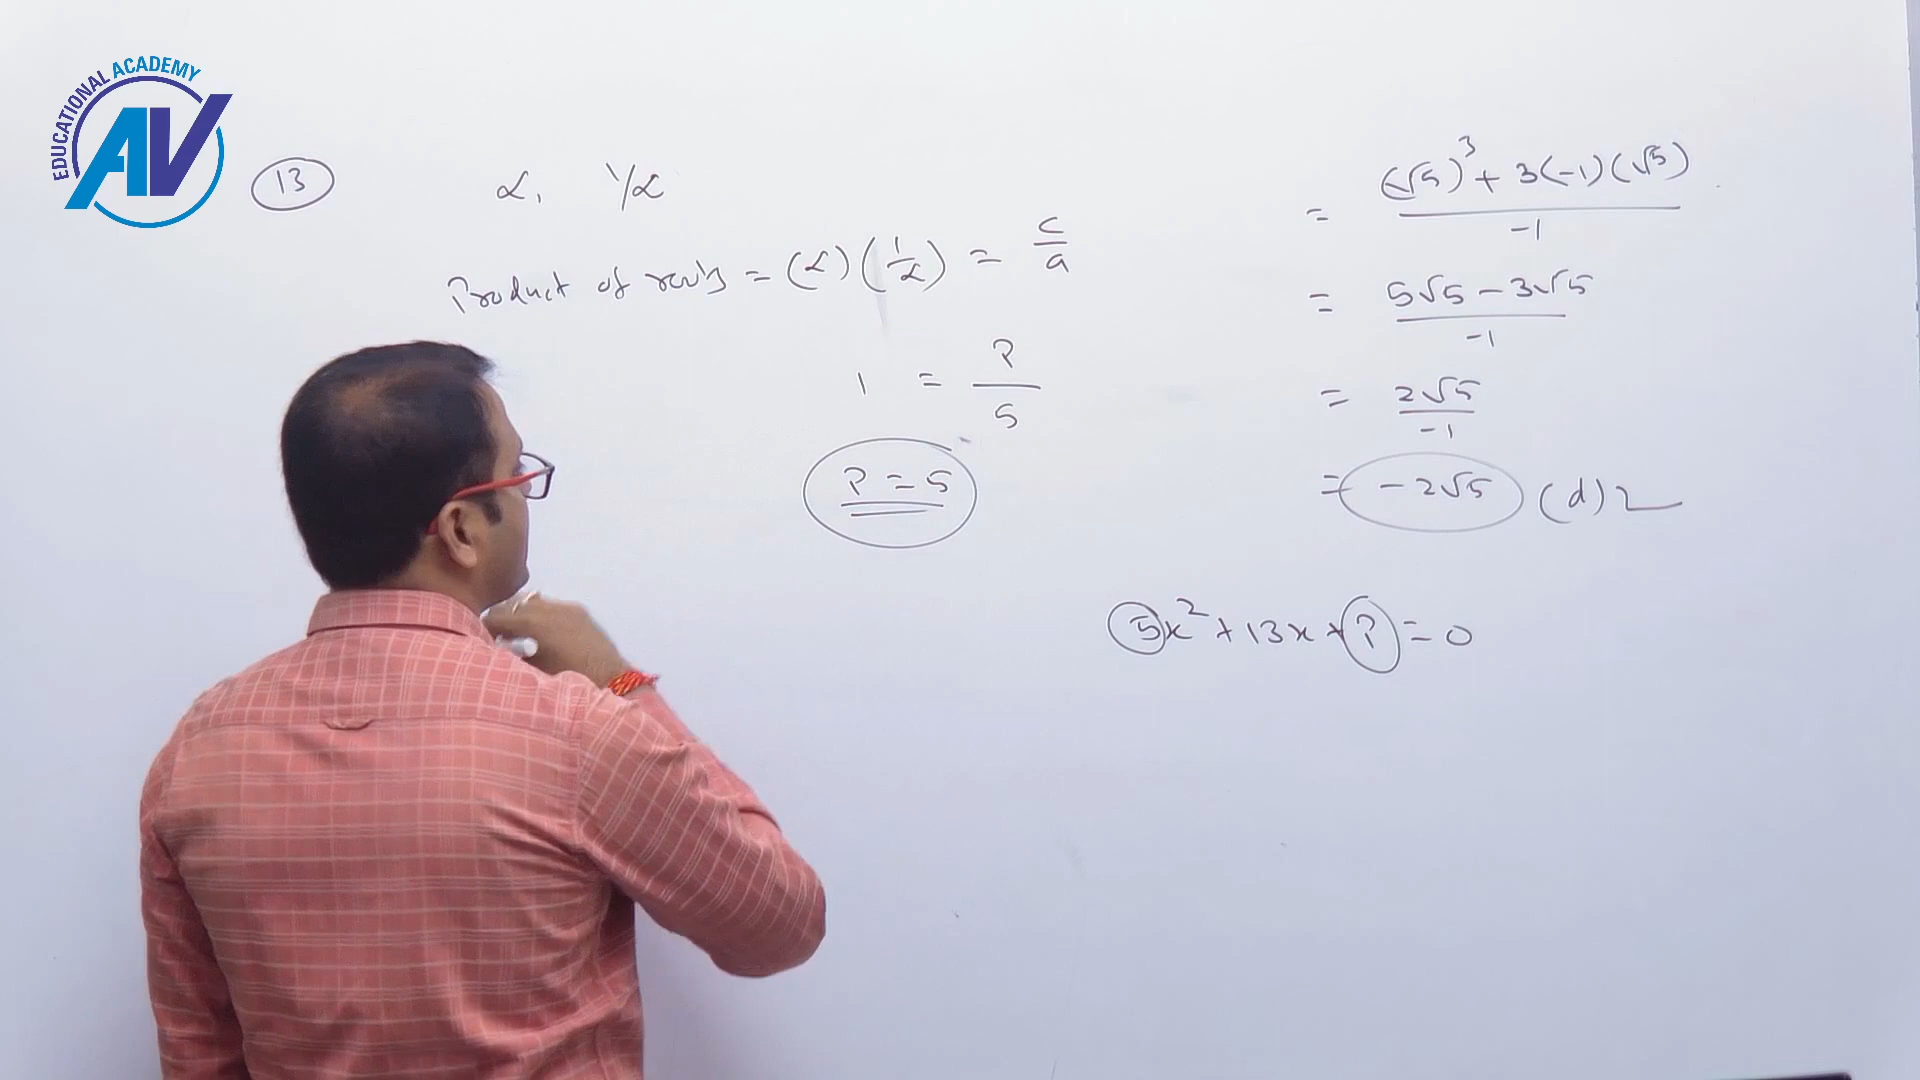 EDUCATIONAL ACADEMY
AV
13
α, 1/α
Product of roots = (α)(1/α) = c/a
1 = P/5
P = 5
= ((√5)³ + 3(-1)(√5))/-1
= (5√5 - 3√5)/-1
= 2√5/-1
= -2√5 (d)
5x² + 13x + P = 0